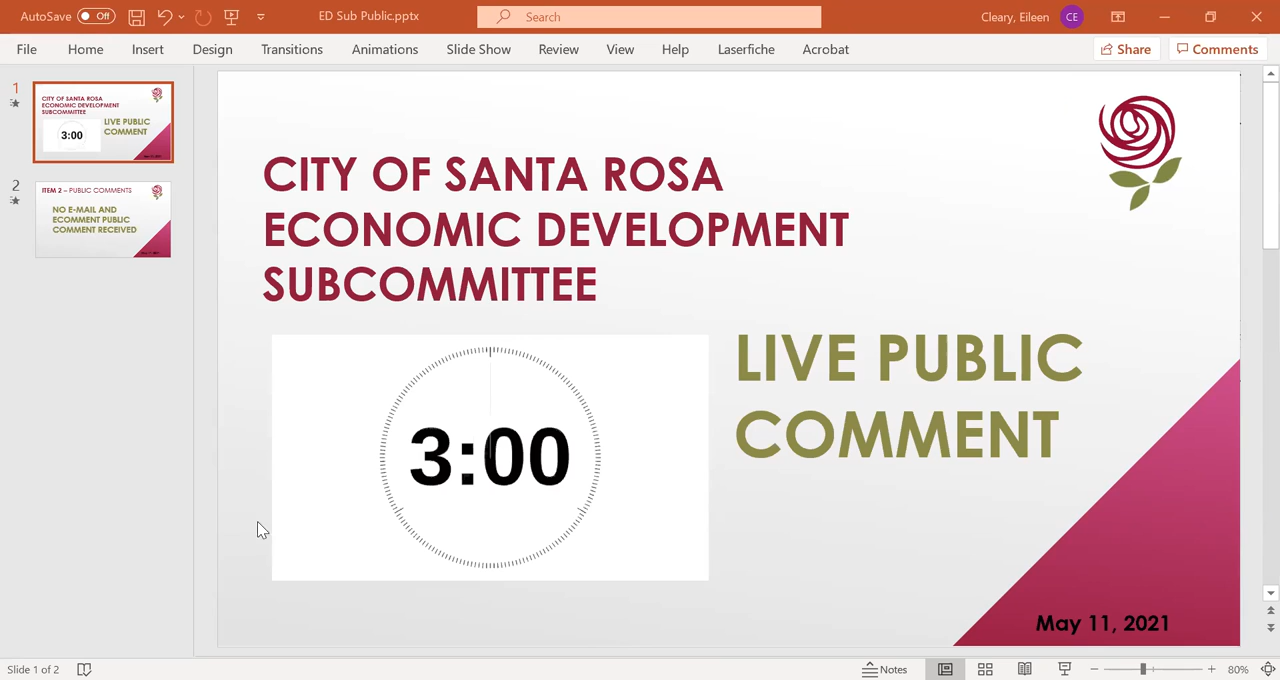 AutoSave Off ED Sub Public.pptx Search Cleary, Eileen CE
File Home Insert Design Transitions Animations Slide Show Review View Help Laserfiche Acrobat Share Comments
1
CITY OF SANTA ROSA
ECONOMIC DEVELOPMENT
SUBCOMMITTEE
LIVE PUBLIC
COMMENT
3:00
2
ITEM 2 – PUBLIC COMMENTS
NO E-MAIL AND
ECOMMENT PUBLIC
COMMENT RECEIVED
CITY OF SANTA ROSA
ECONOMIC DEVELOPMENT
SUBCOMMITTEE
LIVE PUBLIC
COMMENT
3:00
May 11, 2021
Slide 1 of 2 Notes 80%